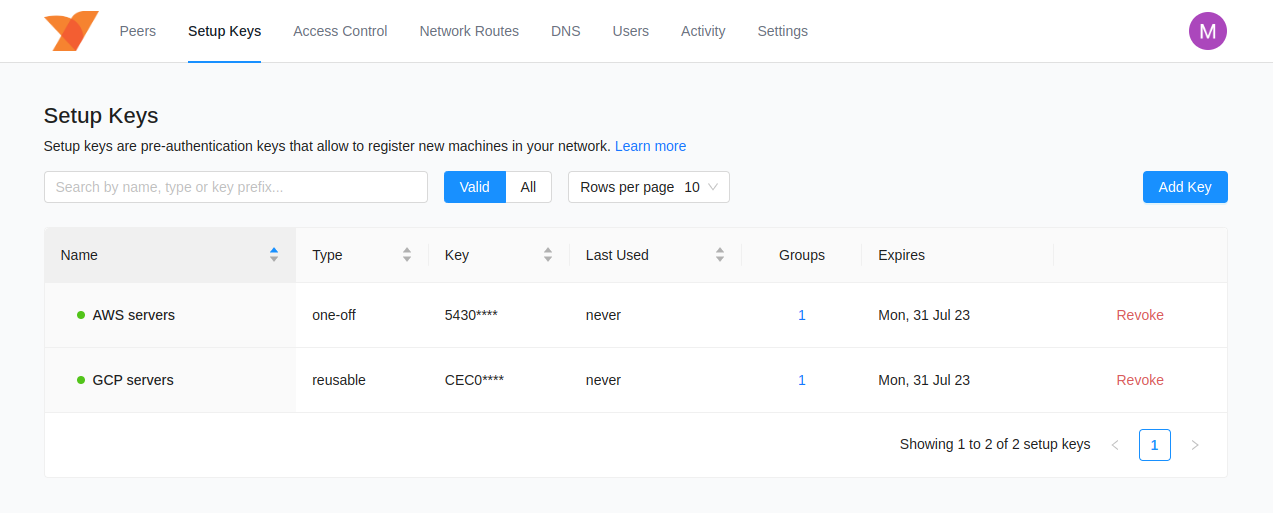 Peers Setup Keys Access Control Network Routes DNS Users Activity Settings M
Setup Keys
Setup keys are pre-authentication keys that allow to register new machines in your network. Learn more
Search by name, type or key prefix... Valid All Rows per page 10 Add Key
Name Type Key Last Used Groups Expires
AWS servers one-off 5430**** never 1 Mon, 31 Jul 23 Revoke
GCP servers reusable CEC0**** never 1 Mon, 31 Jul 23 Revoke
Showing 1 to 2 of 2 setup keys < 1 >